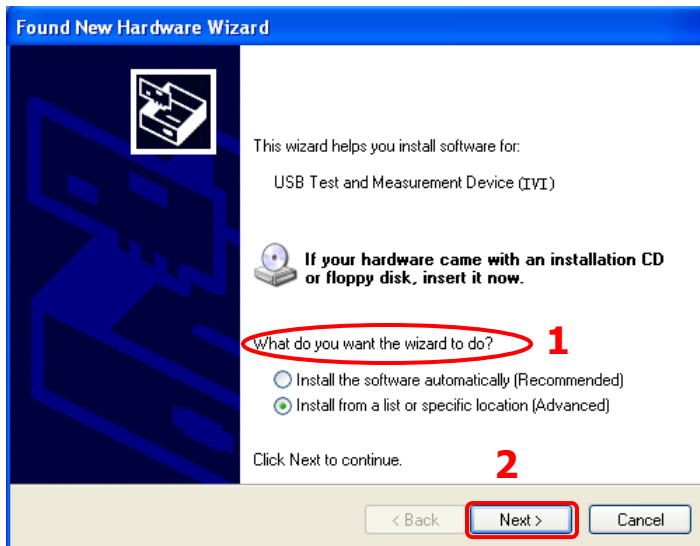 Found New Hardware Wizard
This wizard helps you install software for:
USB Test and Measurement Device (IVI)
If your hardware came with an installation CD
or floppy disk, insert it now.
What do you want the wizard to do?
1
Install the software automatically (Recommended)
Install from a list or specific location (Advanced)
Click Next to continue.
2
< Back
Next >
Cancel